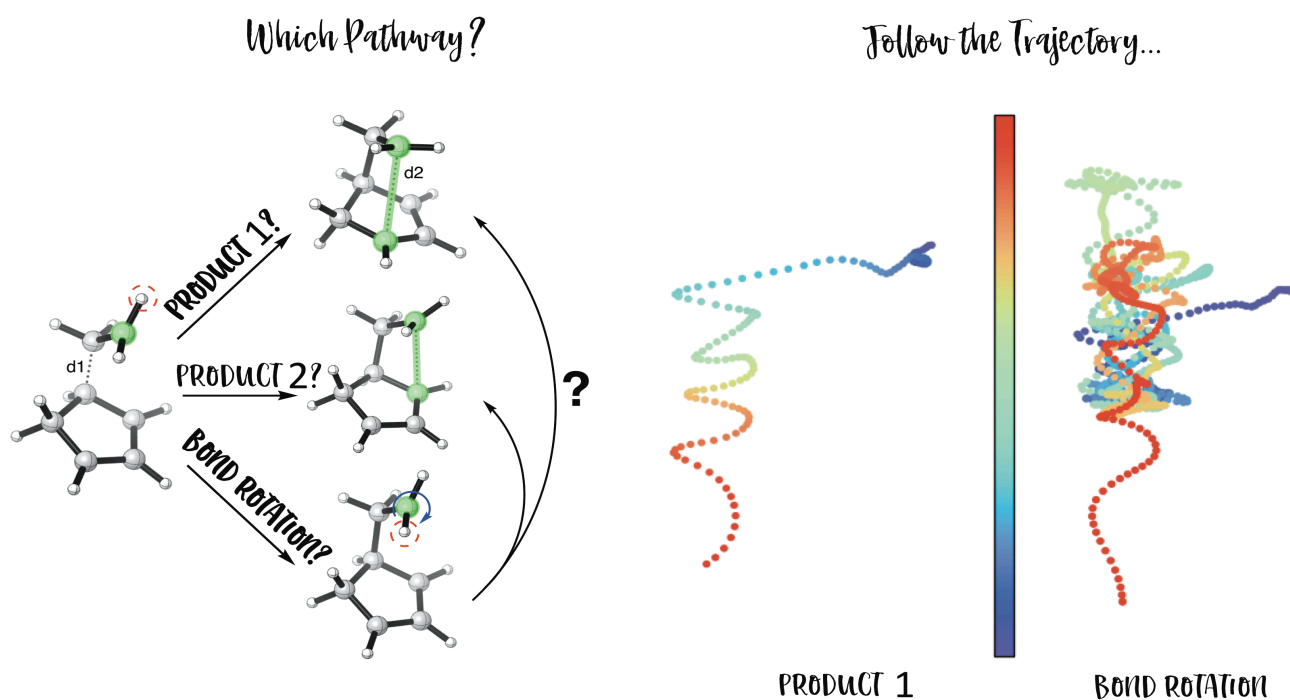 Which Pathway?
Follow the Trajectory...
d2
PRODUCT 1?
d1
PRODUCT 2?
?
BOND ROTATION?
PRODUCT 1
BOND ROTATION